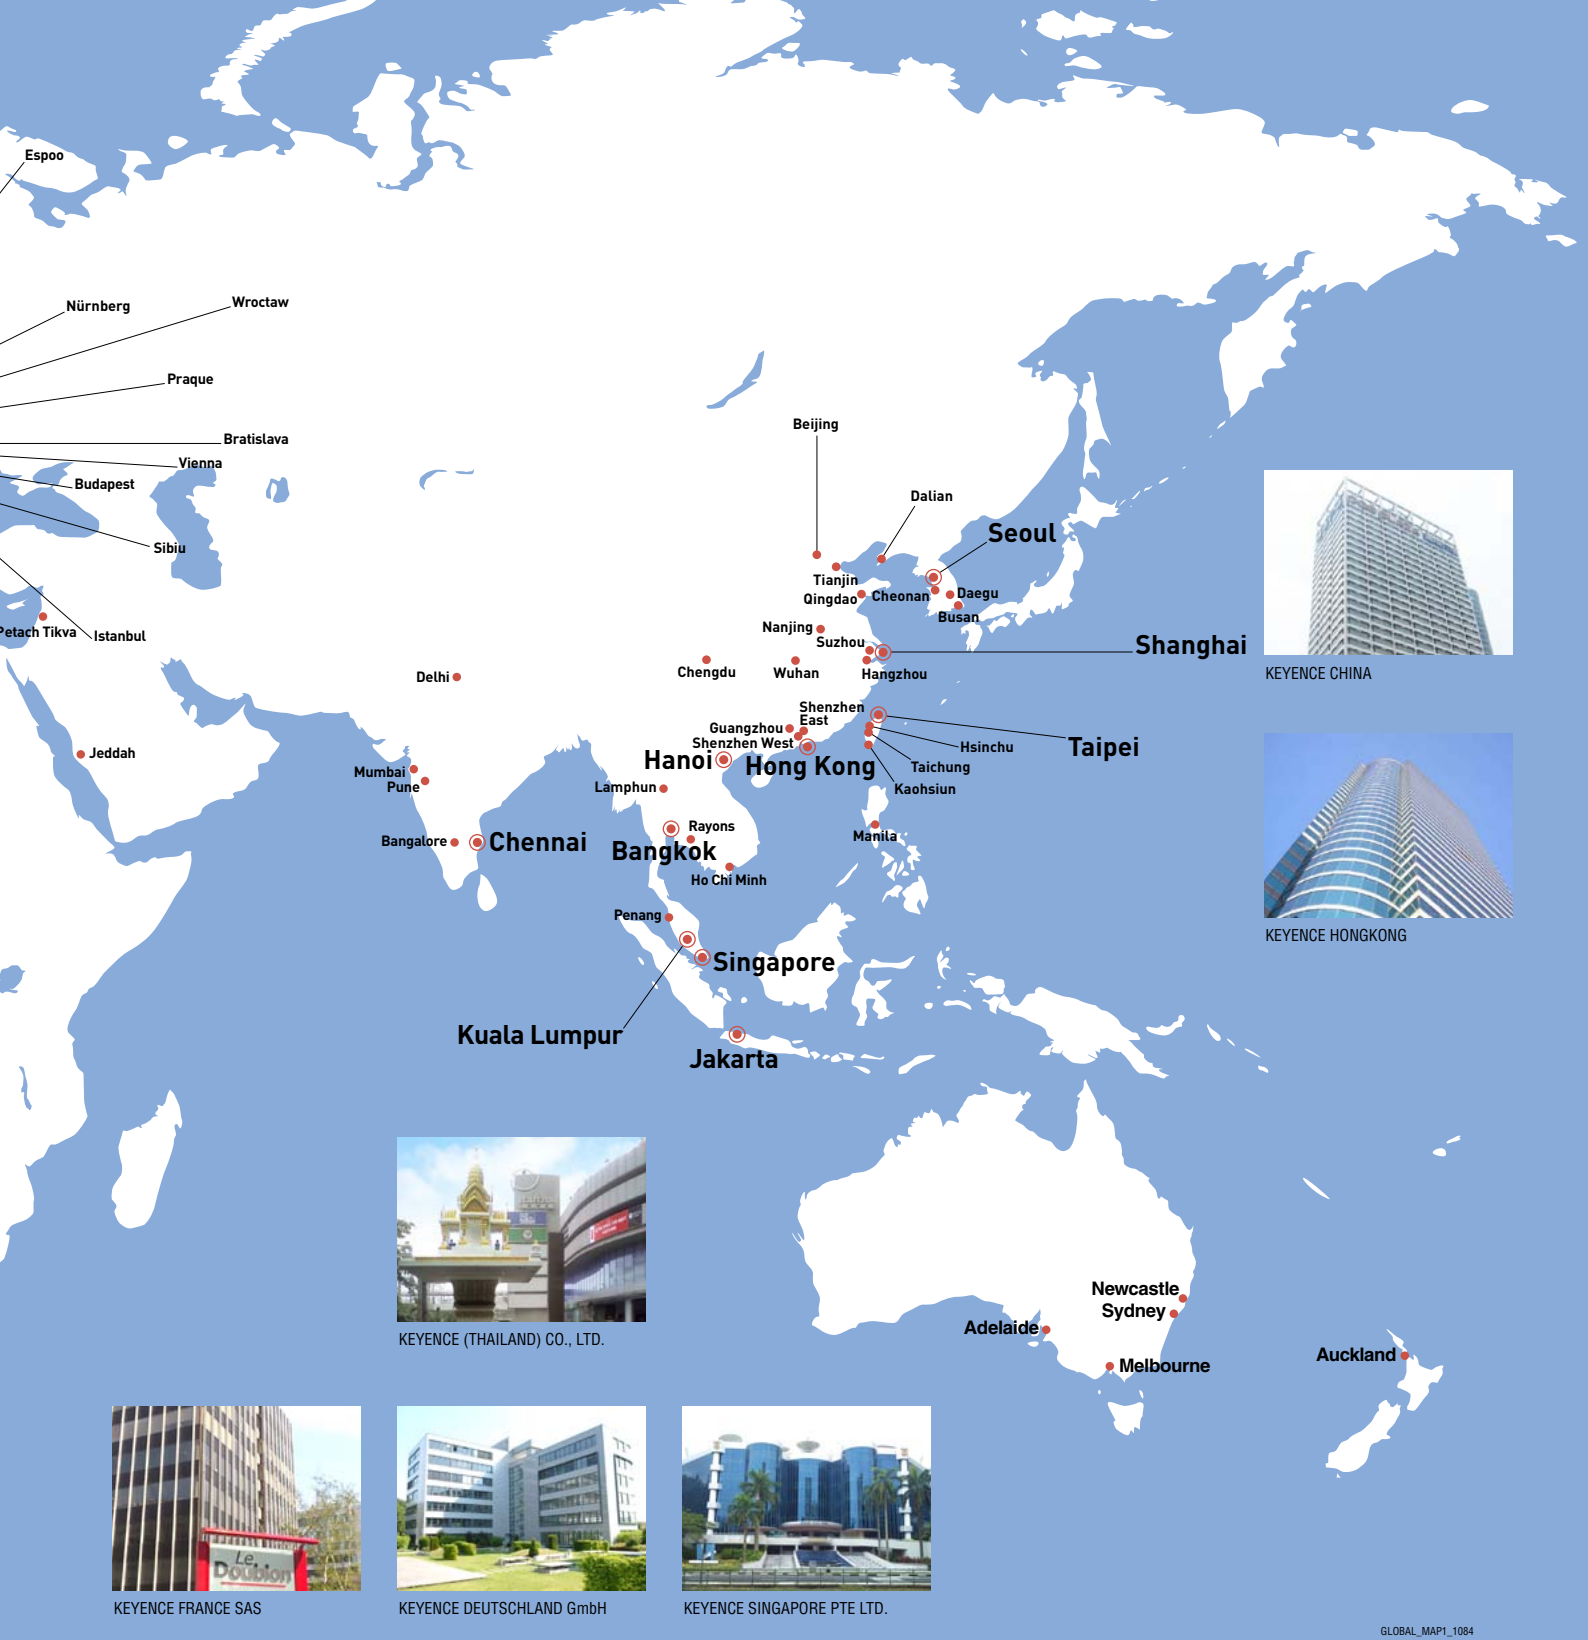 Espoo
Nürnberg
Wroctaw
Praque
Bratislava
Vienna
Budapest
Sibiu
Istanbul
Petach Tikva
Jeddah
Beijing
Dalian
Seoul
Tianjin
Qingdao
Cheonan
Daegu
Busan
Nanjing
Suzhou
Shanghai
Hangzhou
Chengdu
Wuhan
Delhi
Shenzhen
East
Guangzhou
Shenzhen West
Hanoi
Hong Kong
Taipei
Hsinchu
Taichung
Kaohsiun
Mumbai
Pune
Lamphun
Rayons
Bangkok
Manila
Bangalore
Chennai
Ho Chi Minh
Penang
Singapore
Kuala Lumpur
Jakarta
Newcastle
Sydney
Adelaide
Melbourne
Auckland
KEYENCE CHINA
KEYENCE HONGKONG
KEYENCE (THAILAND) CO., LTD.
Le
Doublon
KEYENCE FRANCE SAS
KEYENCE DEUTSCHLAND GmbH
KEYENCE SINGAPORE PTE LTD.
GLOBAL_MAP1_1084